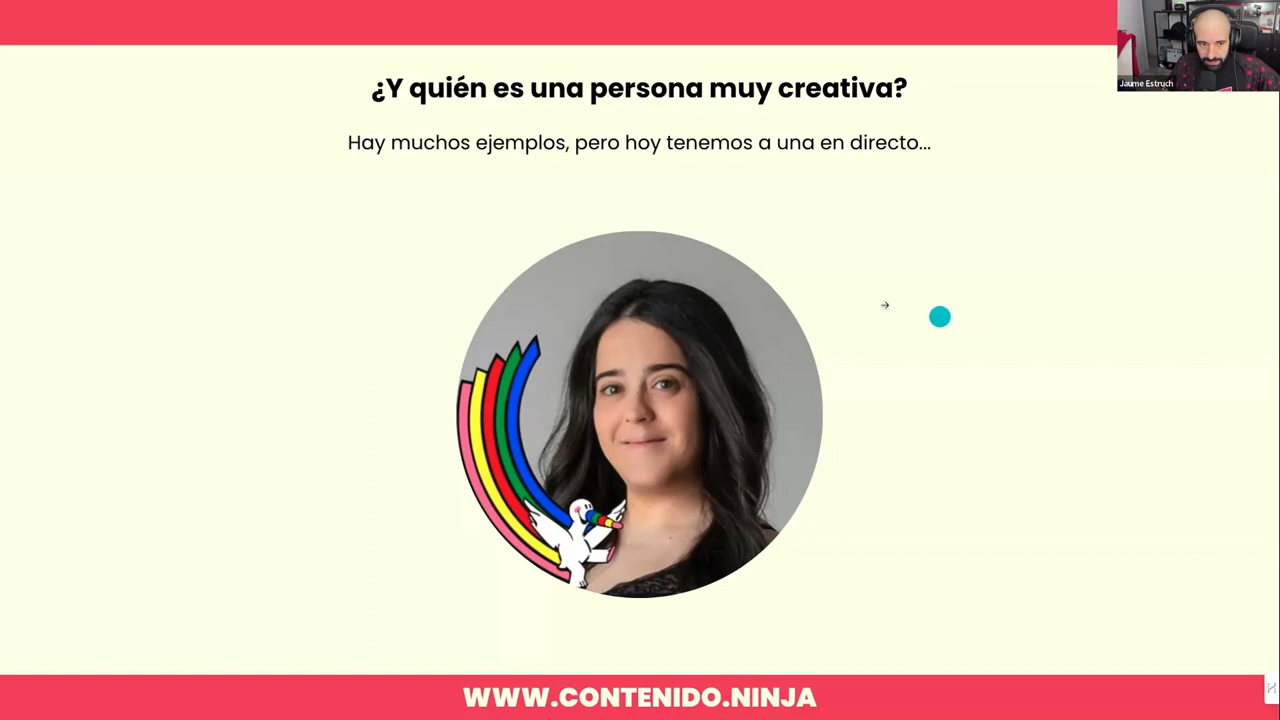 ¿Y quién es una persona muy creativa?
Hay muchos ejemplos, pero hoy tenemos a una en directo...
Jaume Estruch
WWW.CONTENIDO.NINJA